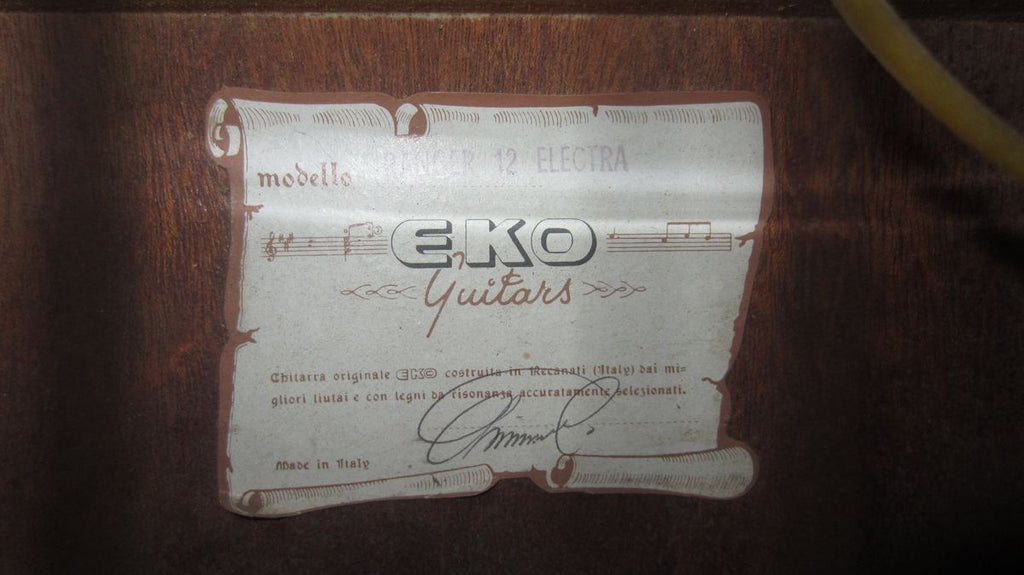 modello RANGER 12 ELECTRA
EKO
Guitars
Chitarra originale EKO costruita in Recanati (Italy) dai mi=
gliori liutai e con legni da risonanza accuratamente selezionati.
Made in Italy